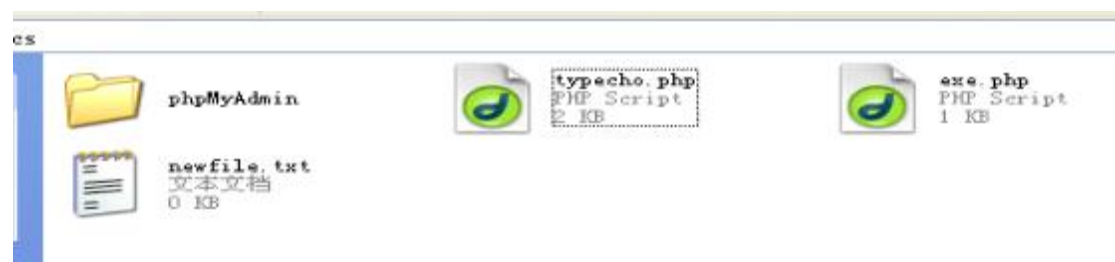 cs
phpMyAdmin
typecho.php
PHP Script
2 KB
exe.php
PHP Script
1 KB
newfile.txt
文本文档
0 KB